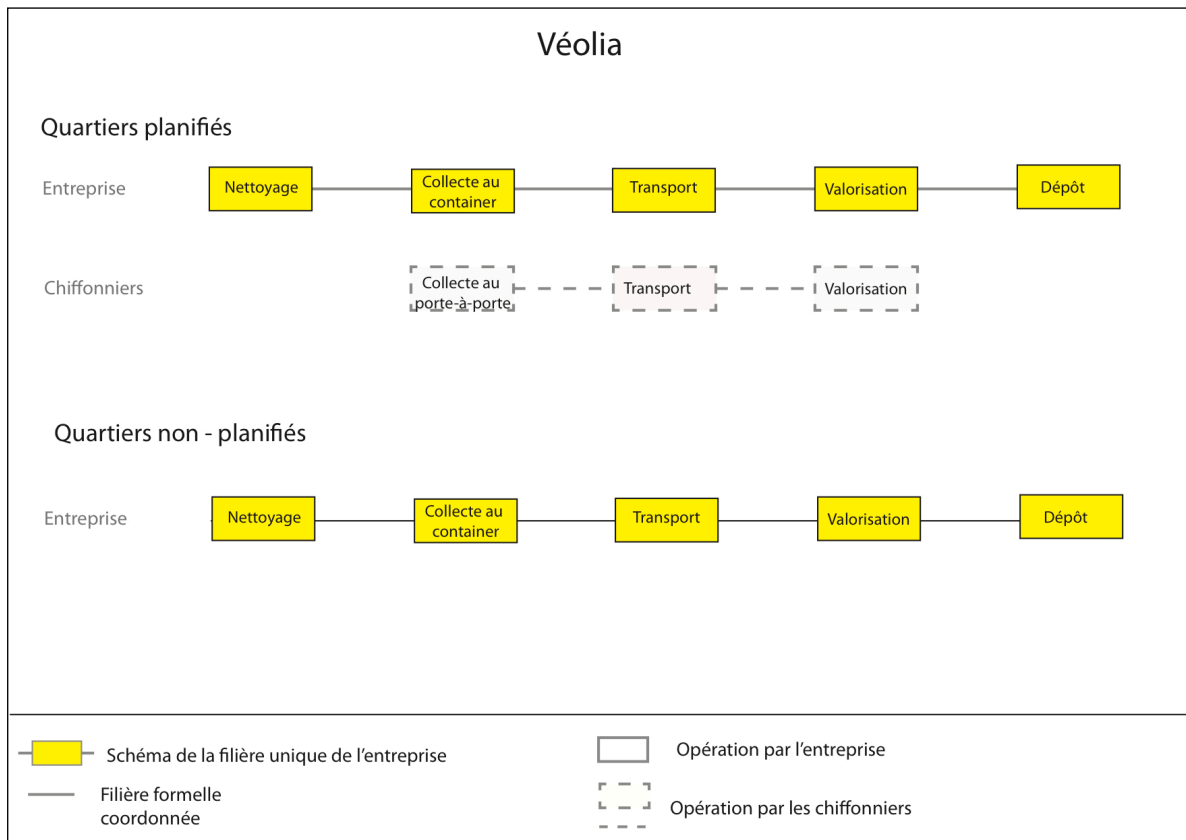 Véolia
Quartiers planifiés
Entreprise
Nettoyage
Collecte au
container
Transport
Valorisation
Dépôt
Chiffonniers
Collecte au
porte-à-porte
Transport
Valorisation
Quartiers non - planifiés
Entreprise
Nettoyage
Collecte au
container
Transport
Valorisation
Dépôt
Schéma de la filière unique de l'entreprise
Filière formelle
coordonnée
Opération par l'entreprise
Opération par les chiffonniers